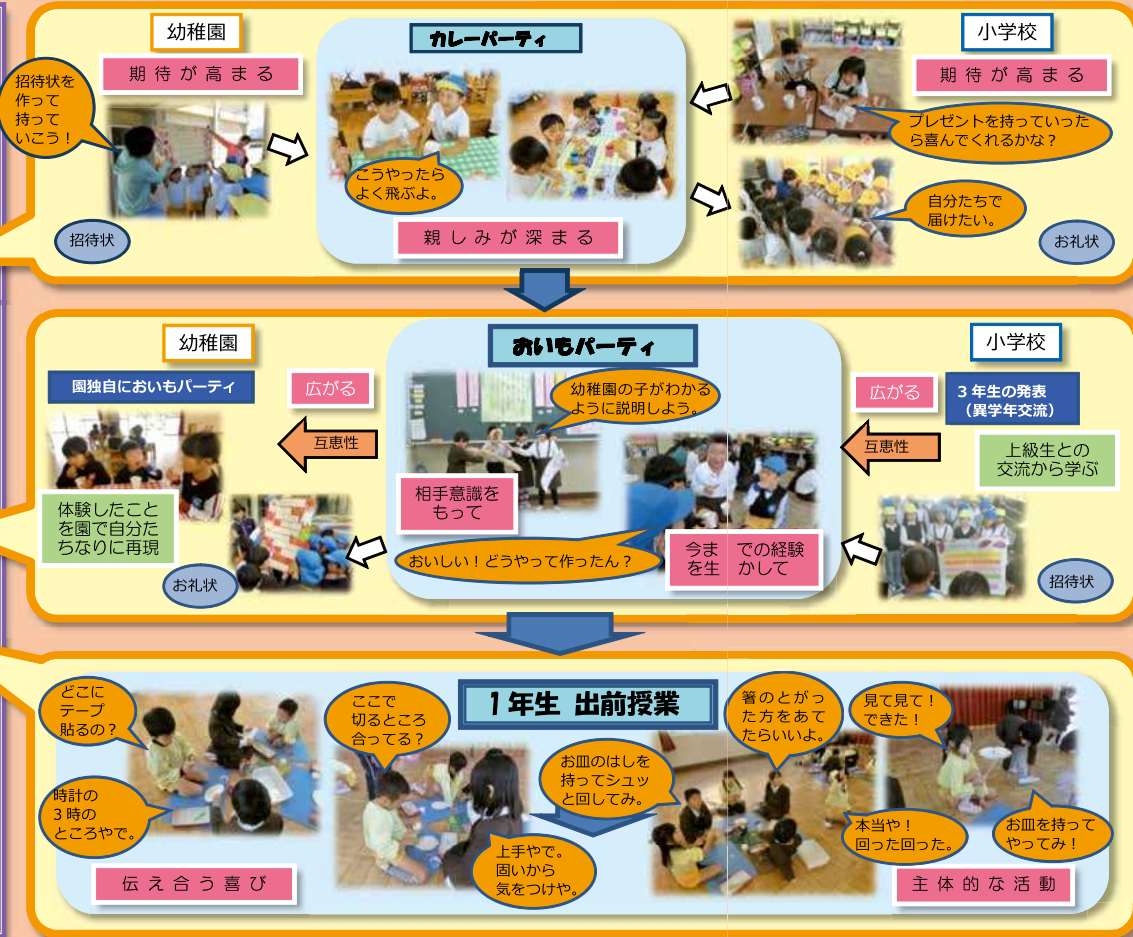 幼稚園
期待が高まる
招待状を
作って
持って
いこう！
招待状
カレーパーティ
こうやったら
よく飛ぶよ。
親しみが深まる
小学校
期待が高まる
プレゼントを持っていった
ら喜んでくれるかな？
自分たちで
届けたい。
お礼状
幼稚園
園独自においもパーティ
広がる
互恵性
体験したこと
を園で自分た
ちなりに再現
お礼状
おいもパーティ
幼稚園の子がわかる
ように説明しよう。
相手意識を
もって
おいしい！どうやって作ったん？
今までの経験
を生かして
小学校
広がる
3年生の発表
（異学年交流）
互恵性
上級生との
交流から学ぶ
招待状
1年生 出前授業
どこに
テープ
貼るの？
時計の
3時の
ところやで。
伝え合う喜び
ここで
切るところ
合ってる？
上手やで。
固いから
気をつけや。
お皿のはしを
持ってシュッ
と回してみ。
箸のとがっ
た方をあて
たらいいよ。
見て見て！
できた！
本当や！
回った回った。
お皿を持って
やってみ！
主体的な活動